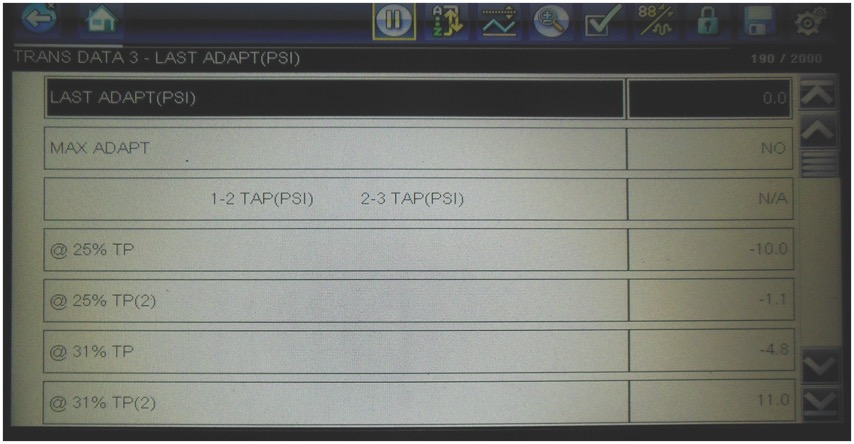 A
Z
88%
TRANS DATA 3 - LAST ADAPT(PSI) 190 / 2000
LAST ADAPT(PSI) 0.0
MAX ADAPT NO
1-2 TAP(PSI) 2-3 TAP(PSI) N/A
@ 25% TP -10.0
@ 25% TP(2) -1.1
@ 31% TP -4.8
@ 31% TP(2) 11.0